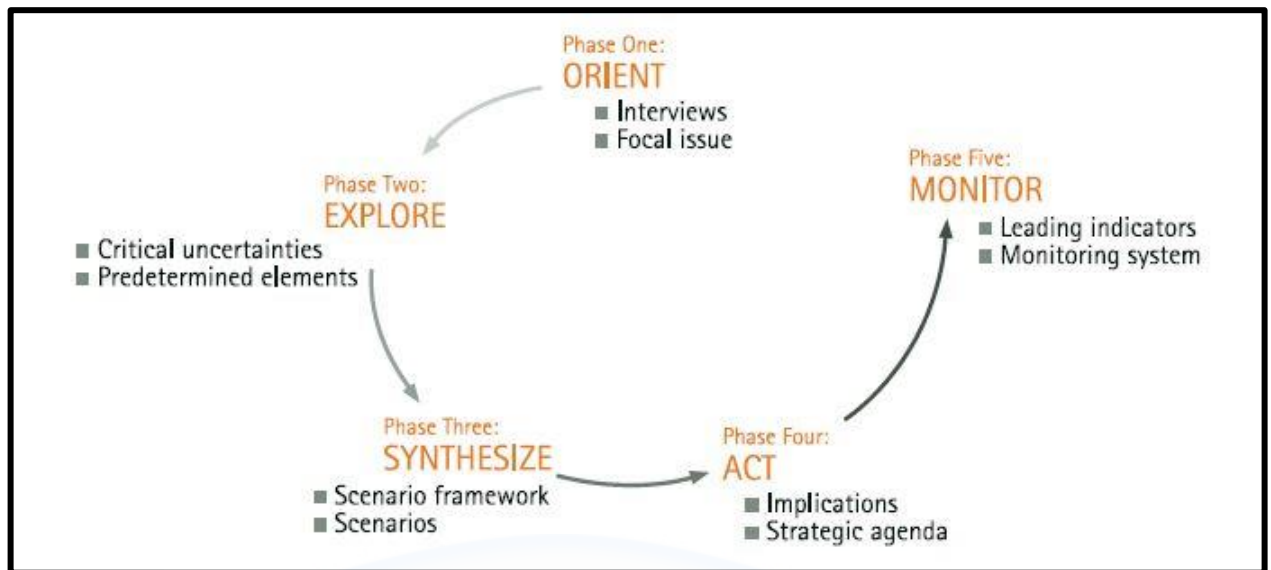 Phase One:
ORIENT
■ Interviews
■ Focal issue
Phase Two:
EXPLORE
■ Critical uncertainties
■ Predetermined elements
Phase Three:
SYNTHESIZE
■ Scenario framework
■ Scenarios
Phase Four:
ACT
■ Implications
■ Strategic agenda
Phase Five:
MONITOR
■ Leading indicators
■ Monitoring system